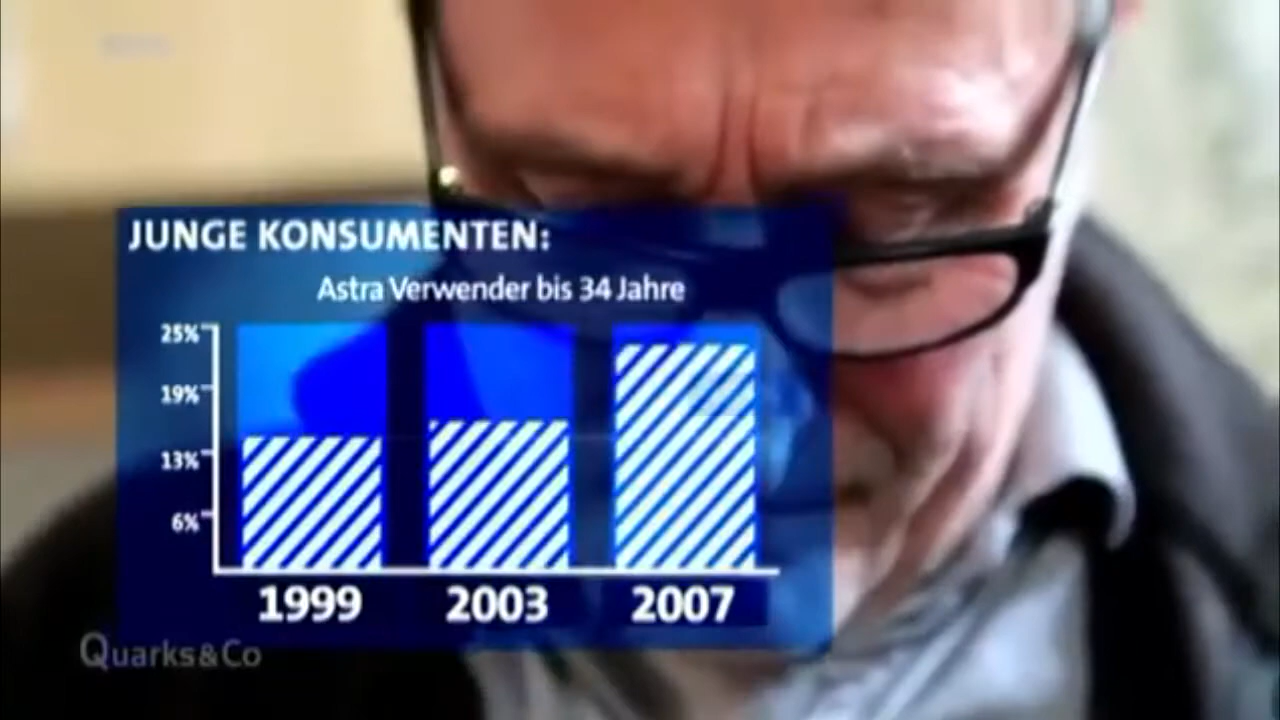 JUNGE KONSUMENTEN:
Astra Verwender bis 34 Jahre
25%
19%
13%
6%
1999 2003 2007
Quarks&Co